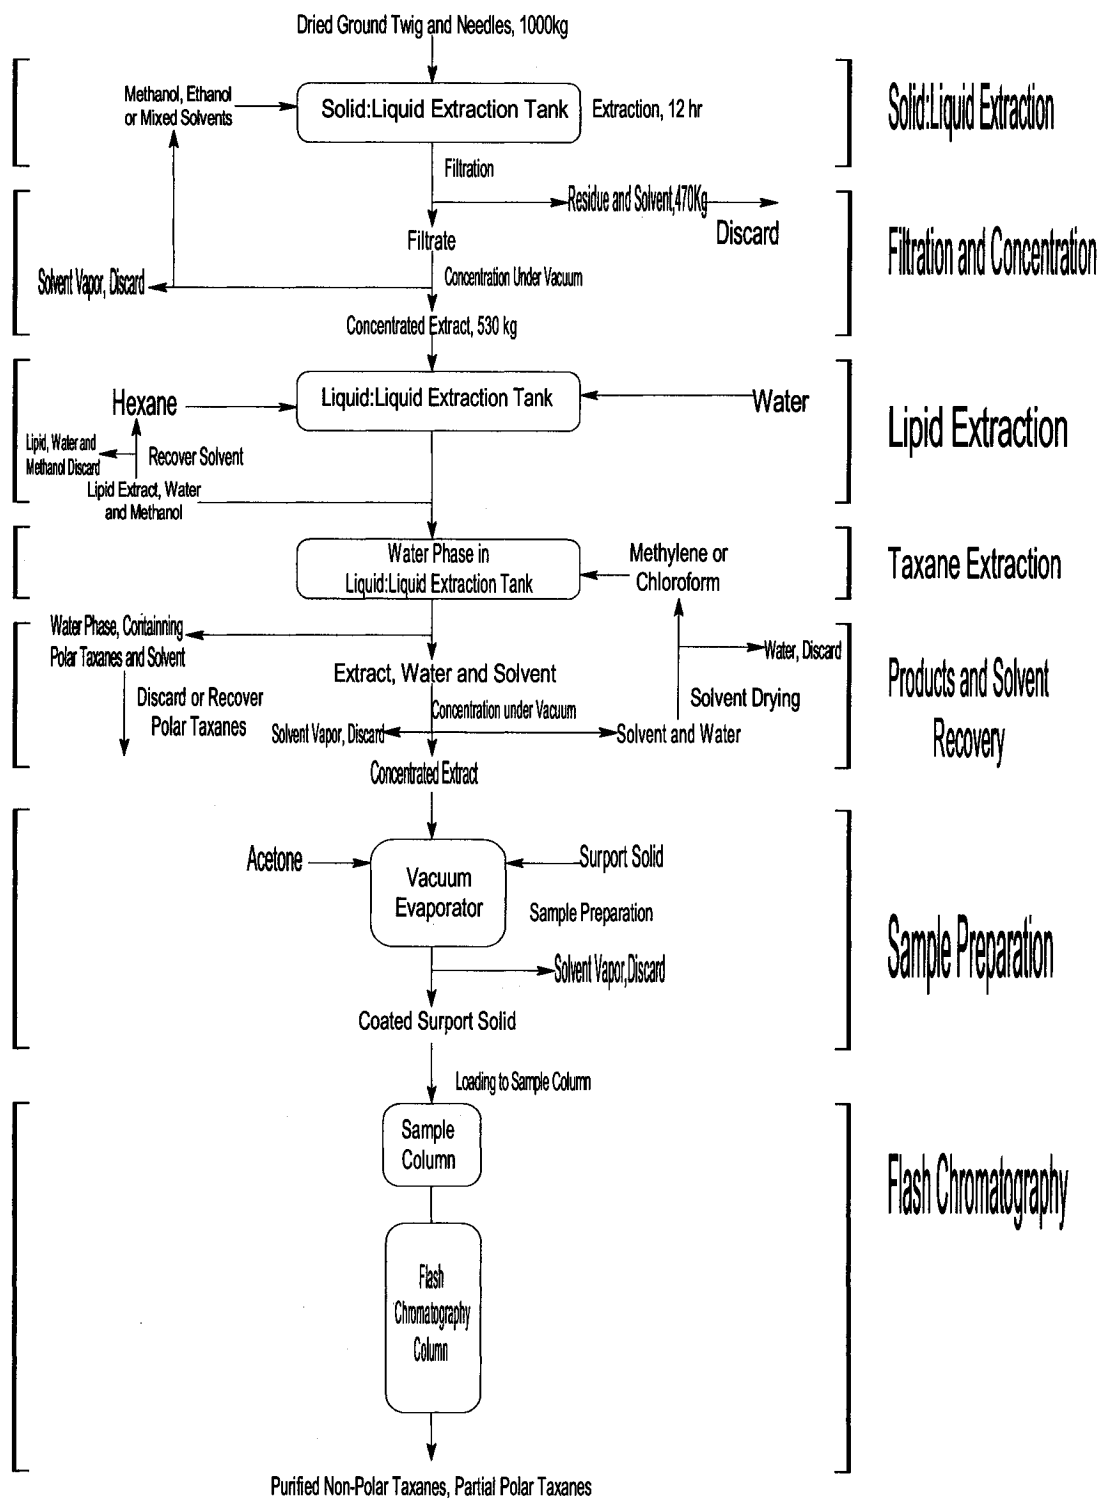 Dried Ground Twig and Needles, 1000kg
Methanol, Ethanol
or Mixed Solvents
Solid:Liquid Extraction Tank
Extraction, 12 hr
Solid:Liquid Extraction
Filtration
Residue and Solvent,470Kg
Discard
Filtrate
Filtration and Concentration
Concentration Under Vacuum
Solvent Vapor, Discard
Concentrated Extract, 530 kg
Hexane
Liquid:Liquid Extraction Tank
Water
Lipid Extraction
Lipid, Water and
Methanol Discard
Recover Solvent
Lipid Extract, Water
and Methanol
Water Phase in
Liquid:Liquid Extraction Tank
Methylene or
Chloroform
Taxane Extraction
Water Phase, Containning
Polar Taxanes and Solvent
Water, Discard
Extract, Water and Solvent
Products and Solvent
Recovery
Discard or Recover
Polar Taxanes
Solvent Drying
Concentration under Vacuum
Solvent Vapor, Discard
Solvent and Water
Concentrated Extract
Acetone
Surport Solid
Vacuum
Evaporator
Sample Preparation
Sample Preparation
Solvent Vapor,Discard
Coated Surport Solid
Loading to Sample Column
Sample
Column
Flash Chromatography
Flash
Chromatography
Column
Purified Non-Polar Taxanes, Partial Polar Taxanes